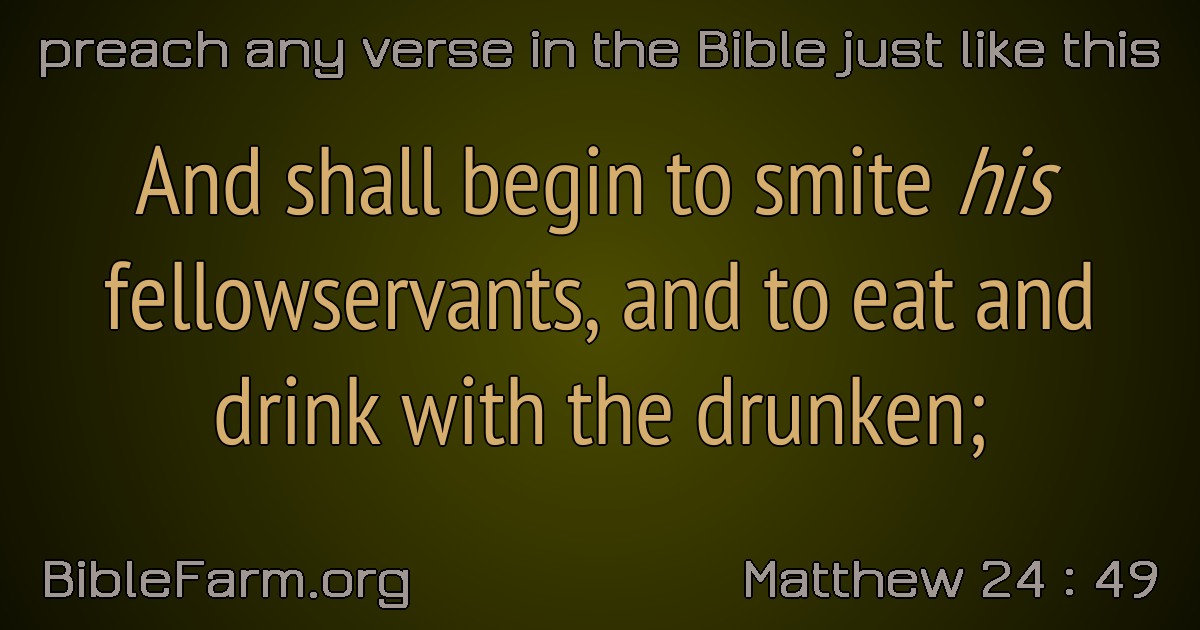 preach any verse in the Bible just like this
And shall begin to smite his
fellowservants, and to eat and
drink with the drunken;
BibleFarm.org
Matthew 24 : 49